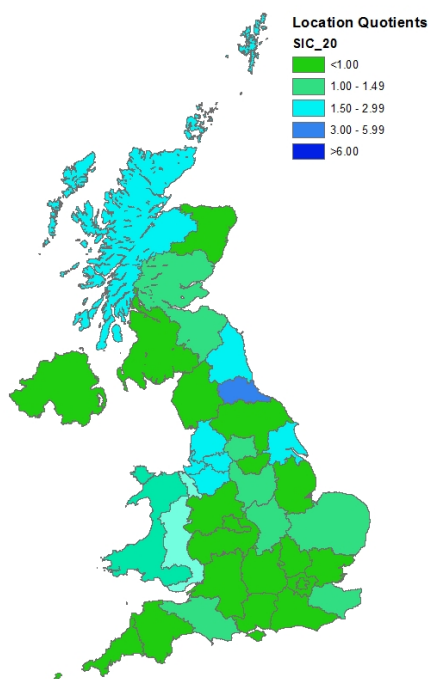 Location Quotients
SIC_20
<1.00
1.00 - 1.49
1.50 - 2.99
3.00 - 5.99
>6.00